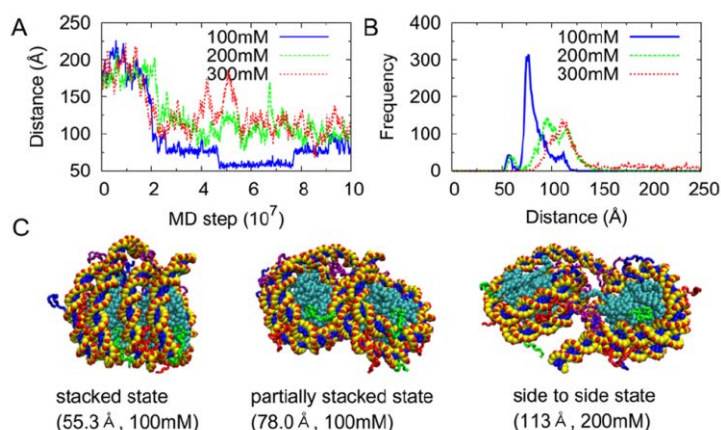 A
250
200
150
100
50
Distance (Å)
100mM
200mM
300mM
0 2 4 6 8 10
MD step (10^7)
B
400
300
200
100
0
Frequency
100mM
200mM
300mM
0 50 100 150 200 250
Distance (Å)
C
stacked state
(55.3 Å, 100mM)
partially stacked state
(78.0 Å, 100mM)
side to side state
(113 Å, 200mM)